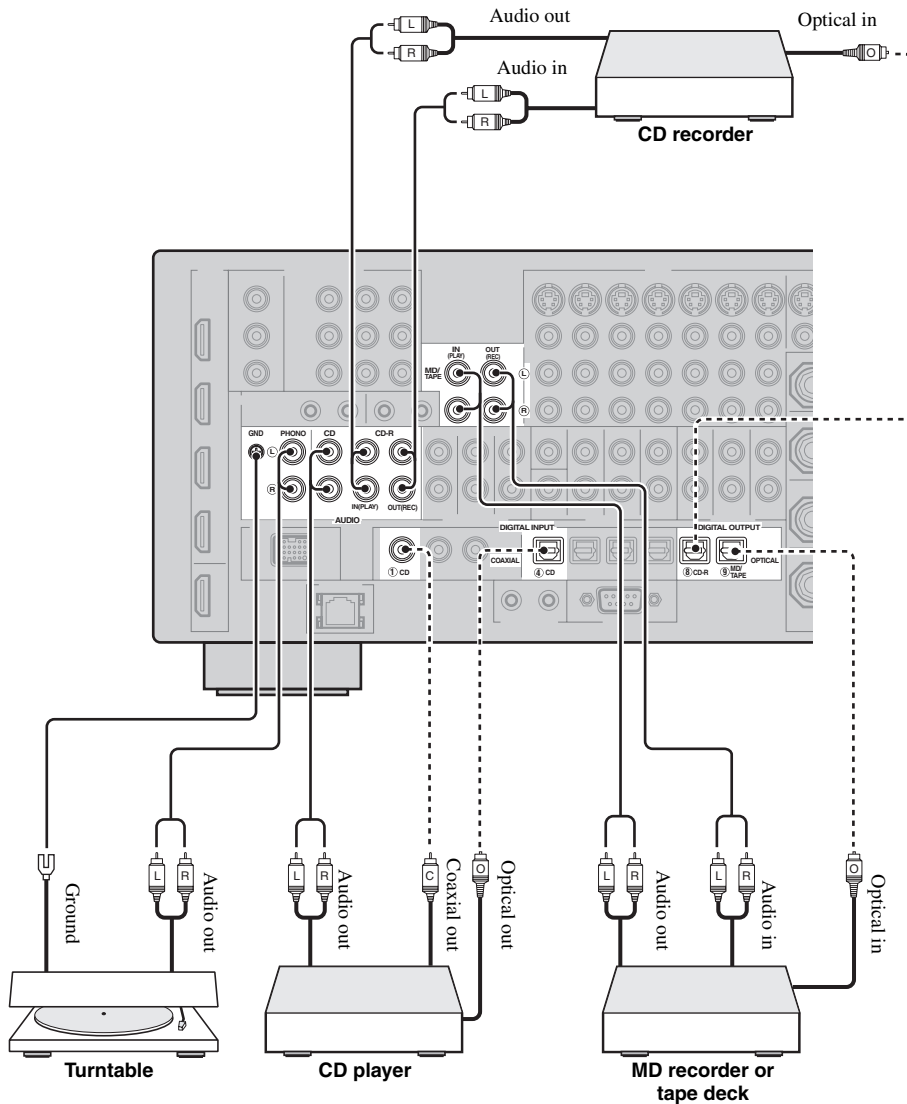 Audio out
Optical in
L
R
O
Audio in
L
R
CD recorder
IN
(PLAY)
OUT
(REC)
MD/
TAPE
L
R
GND
PHONO
CD
CD-R
L
R
IN(PLAY)
OUT(REC)
AUDIO
DIGITAL INPUT
DIGITAL OUTPUT
COAXIAL
OPTICAL
① CD
④ CD
⑧ CD-R
⑨ MD/
TAPE
Ground
L
R
Audio out
L
R
Audio out
C
Coaxial out
O
Optical out
L
R
Audio out
L
R
Audio in
O
Optical in
Turntable
CD player
MD recorder or
tape deck